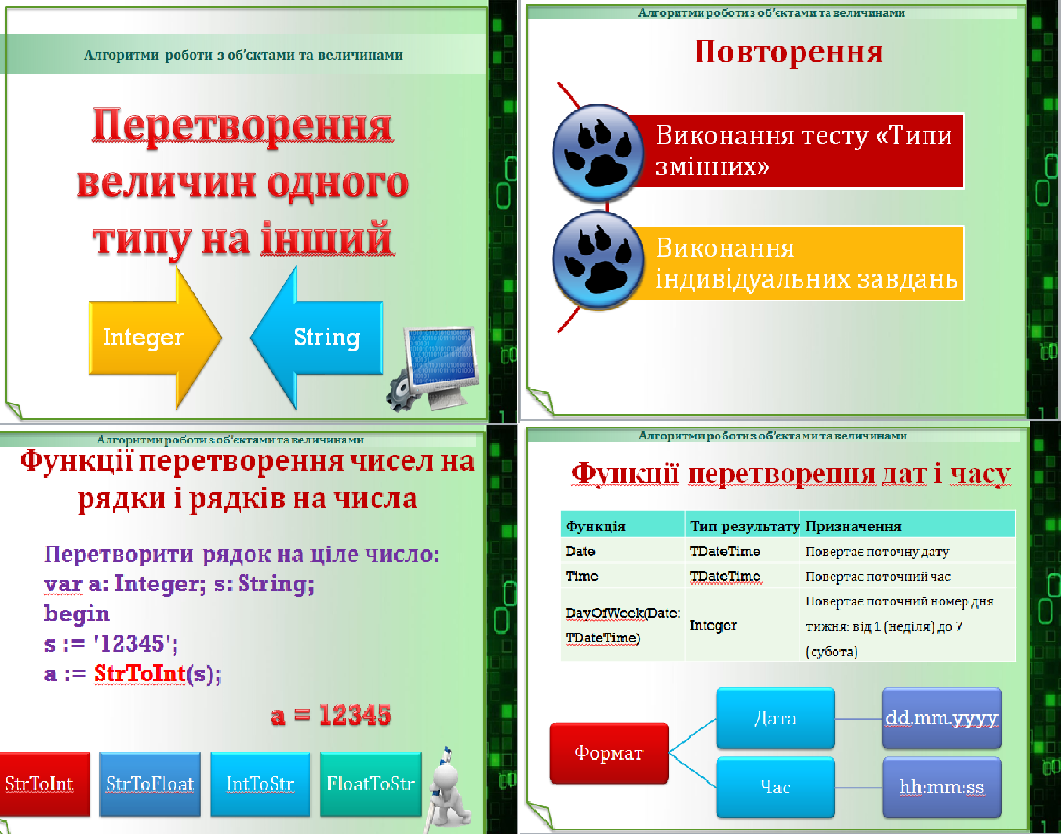 Алгоритми роботи з об’єктами та величинами
Перетворення
величин одного
типу на інший
Integer
String
Алгоритми роботи з об’єктами та величинами
Повторення
Виконання тесту «Типи
змінних»
Виконання
індивідуальних завдань
Алгоритми роботи з об’єктами та величинами
Функції перетворення чисел на
рядки і рядків на числа
Перетворити рядок на ціле число:
var a: Integer; s: String;
begin
s := '12345';
a := StrToInt(s);
a = 12345
StrToInt
StrToFloat
IntToStr
FloatToStr
Алгоритми роботи з об’єктами та величинами
Функції перетворення дат і часу
Функція Тип результату Призначення
Date TDateTime Повертає поточну дату
Time TDateTime Повертає поточний час
DayOfWeek(Date:
TDateTime)
Integer
Повертає поточний номер дня
тижня: від 1 (неділя) до 7
(субота)
Формат
Дата
dd.mm.yyyy
Час
hh:mm:ss